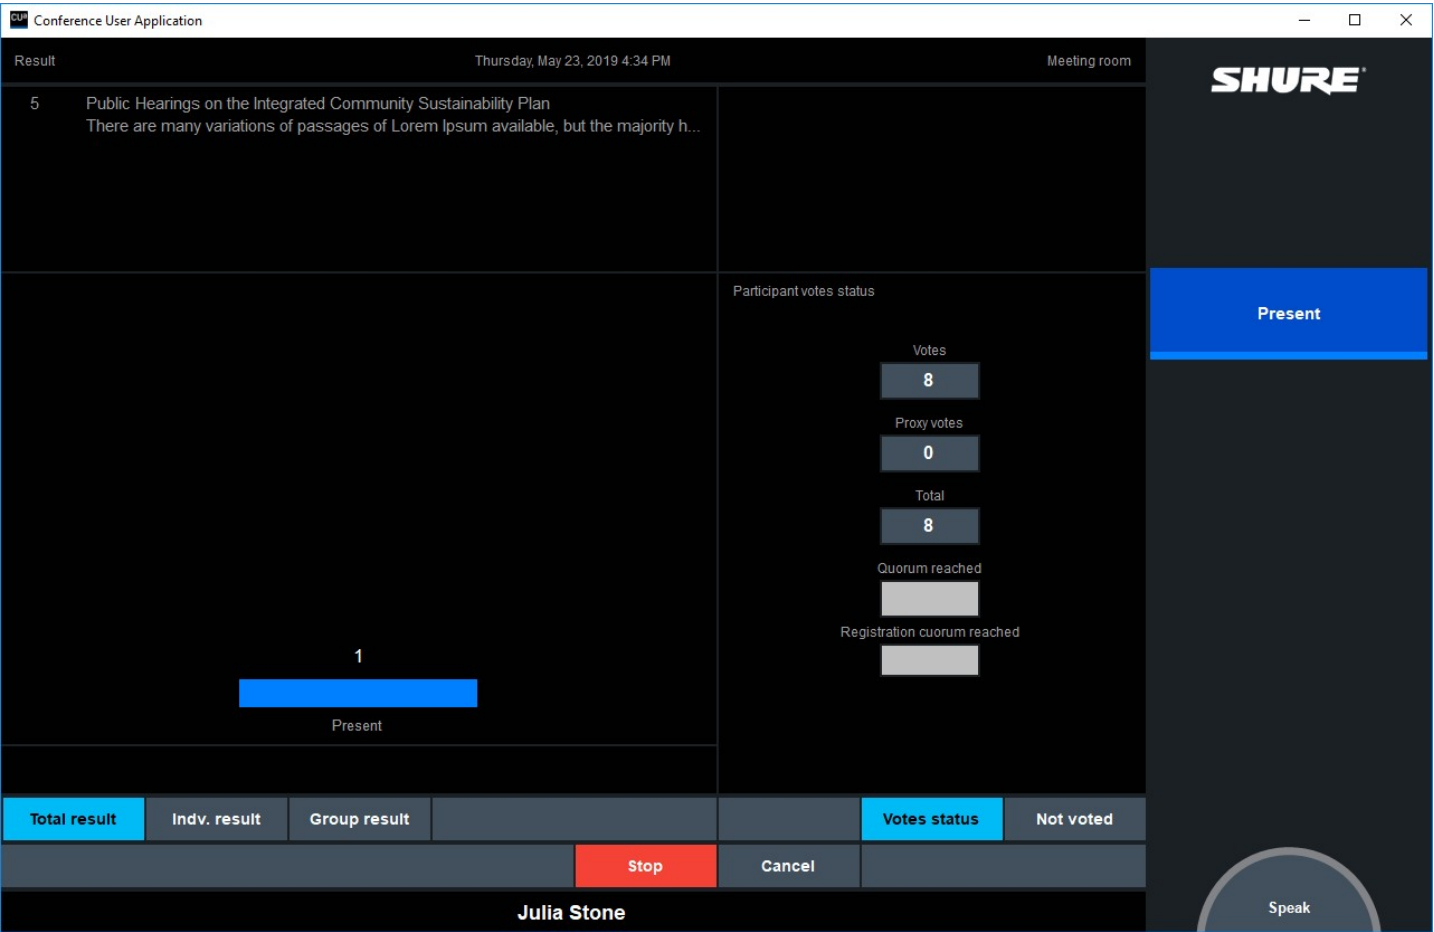 CUa Conference User Application
Result
Thursday, May 23, 2019 4:34 PM
Meeting room
SHURE
5 Public Hearings on the Integrated Community Sustainability Plan
There are many variations of passages of Lorem Ipsum available, but the majority h...
Participant votes status
Present
Votes
8
Proxy votes
0
Total
8
Quorum reached
Registration cuorum reached
1
Present
Total result
Indv. result
Group result
Votes status
Not voted
Stop
Cancel
Julia Stone
Speak